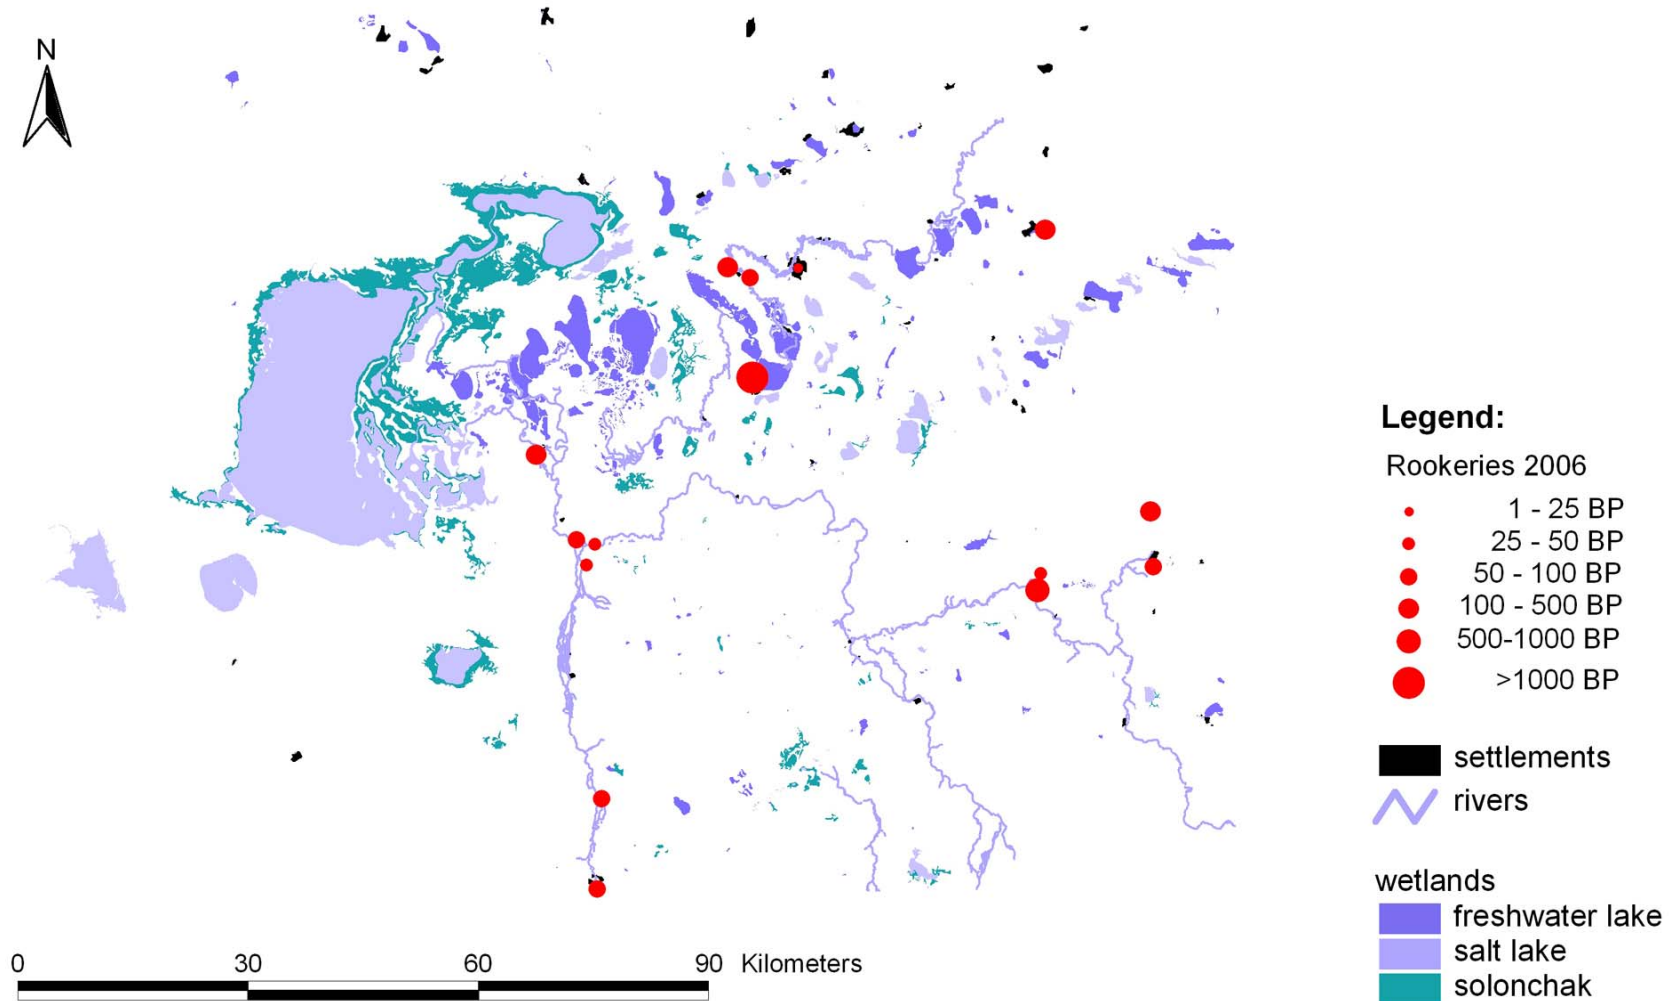 N
Legend:
Rookeries 2006
1 - 25 BP
25 - 50 BP
50 - 100 BP
100 - 500 BP
500-1000 BP
>1000 BP
settlements
rivers
wetlands
freshwater lake
salt lake
solonchak
0 30 60 90 Kilometers